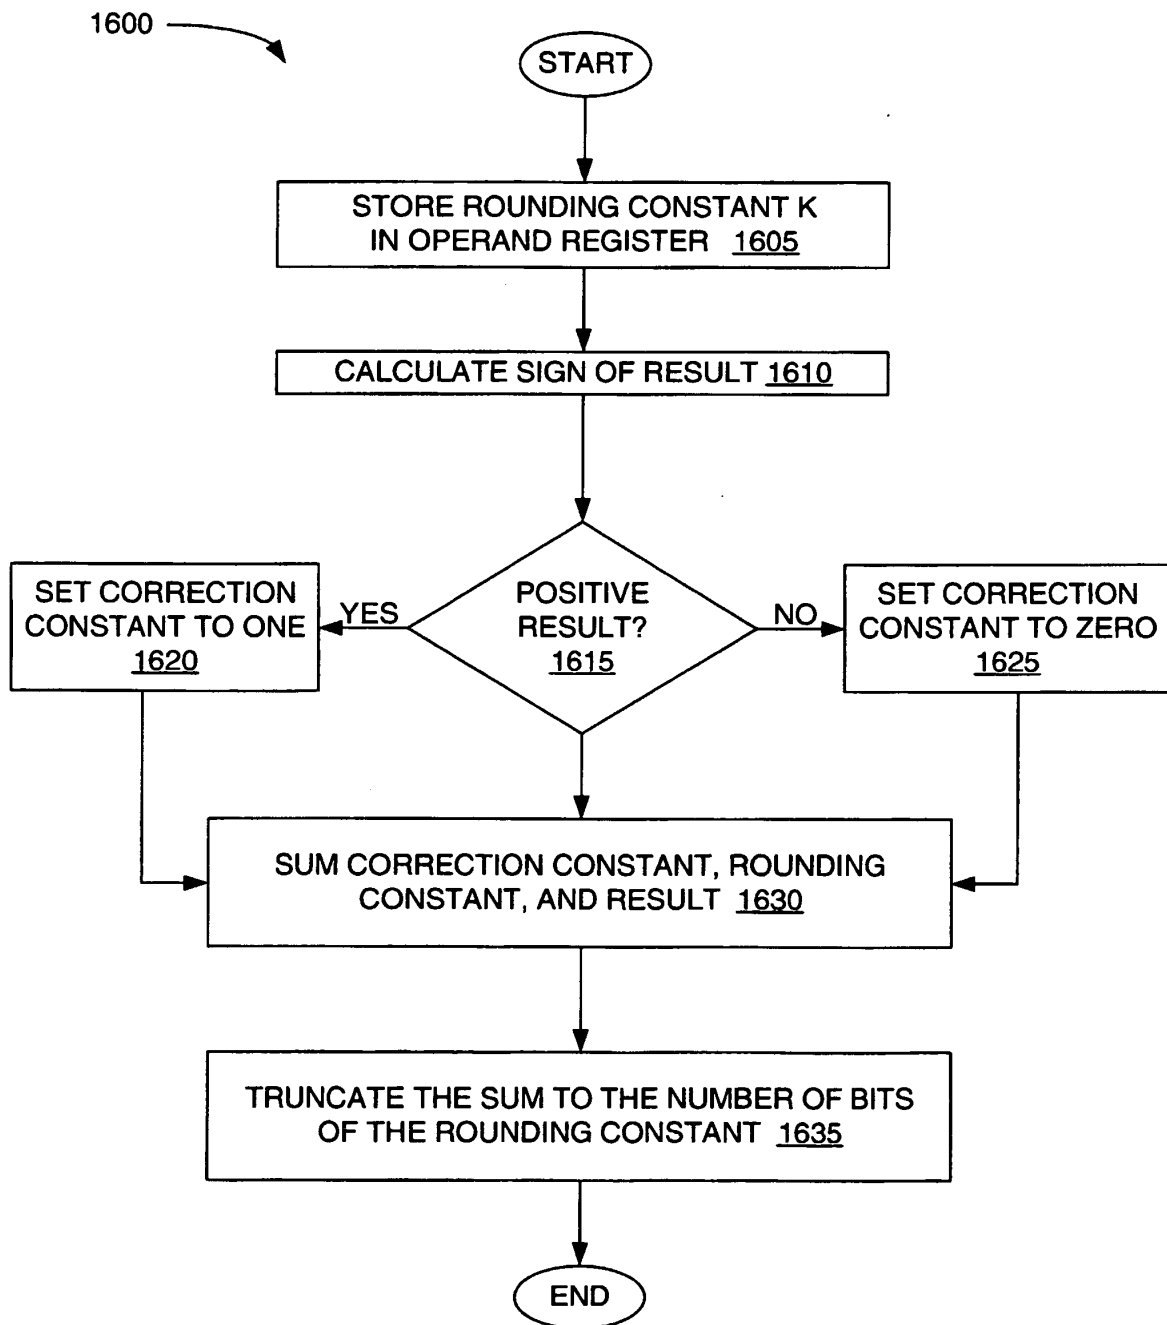 1600
START
STORE ROUNDING CONSTANT K
IN OPERAND REGISTER 1605
CALCULATE SIGN OF RESULT 1610
POSITIVE
RESULT?
1615
YES
NO
SET CORRECTION
CONSTANT TO ONE
1620
SET CORRECTION
CONSTANT TO ZERO
1625
SUM CORRECTION CONSTANT, ROUNDING
CONSTANT, AND RESULT 1630
TRUNCATE THE SUM TO THE NUMBER OF BITS
OF THE ROUNDING CONSTANT 1635
END